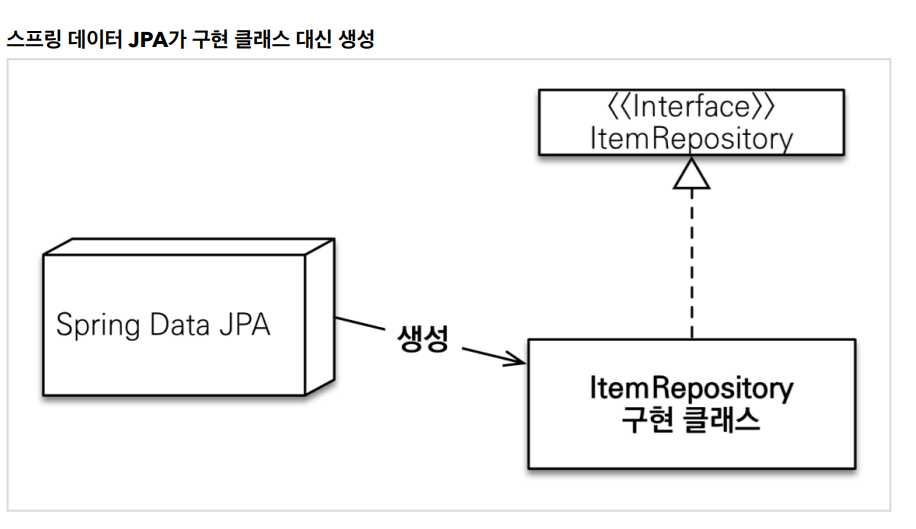 스프링 데이터 JPA가 구현 클래스 대신 생성
<<Interface>>
ItemRepository
Spring Data JPA
생성
ItemRepository
구현 클래스